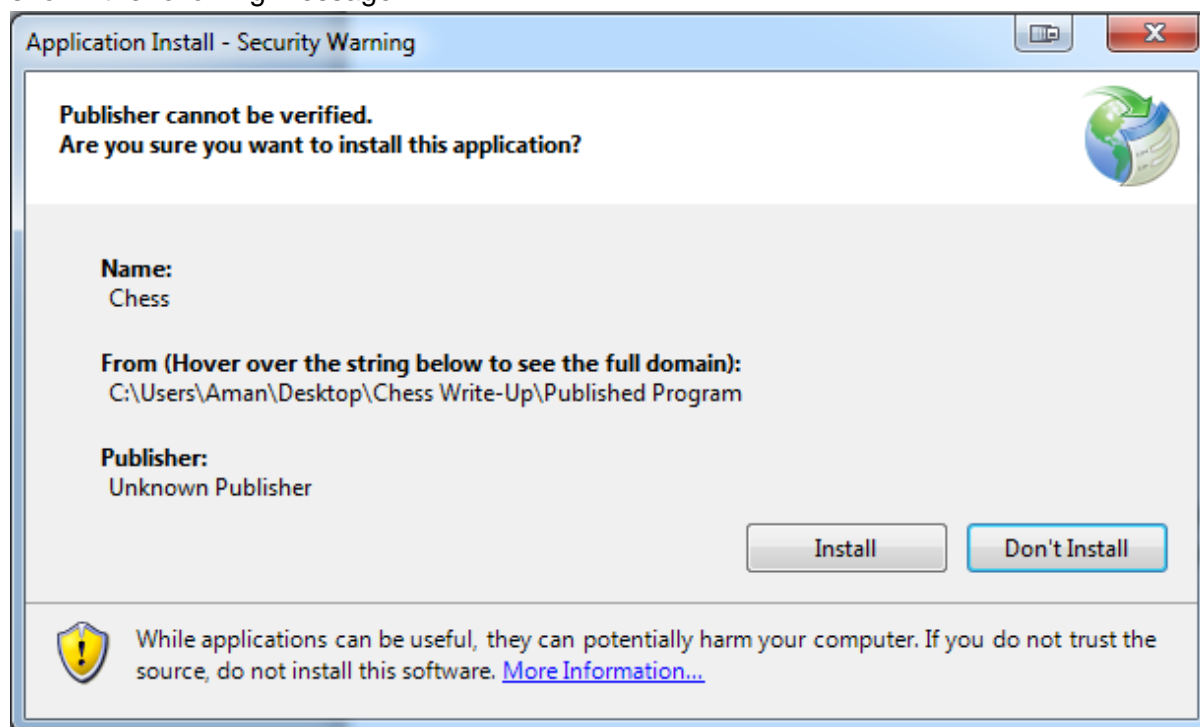 Application Install - Security Warning
Publisher cannot be verified.
Are you sure you want to install this application?
Name:
Chess
From (Hover over the string below to see the full domain):
C:\Users\Aman\Desktop\Chess Write-Up\Published Program
Publisher:
Unknown Publisher
Install Don't Install
While applications can be useful, they can potentially harm your computer. If you do not trust the
source, do not install this software. More Information...